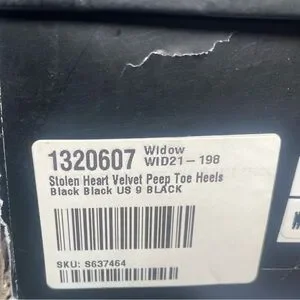 1320607 Widow
WID21-198
Stolen Heart Velvet Peep Toe Heels
Black Black US 9 BLACK
SKU: S637464